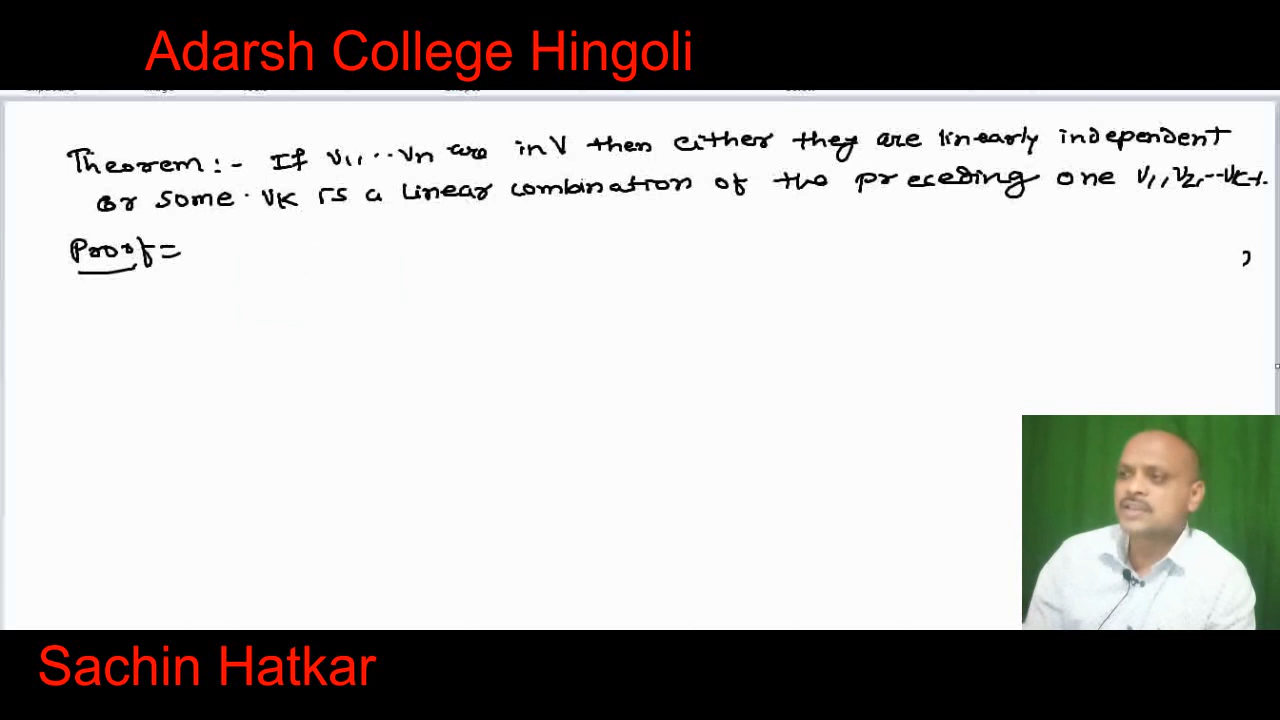 Adarsh College Hingoli
Theorem :- If v1, .. vn are in V then either they are linearly independent
or some . vk is a linear combination of the preceding one v1, v2, .. vk-1.
Proof =
,
Sachin Hatkar